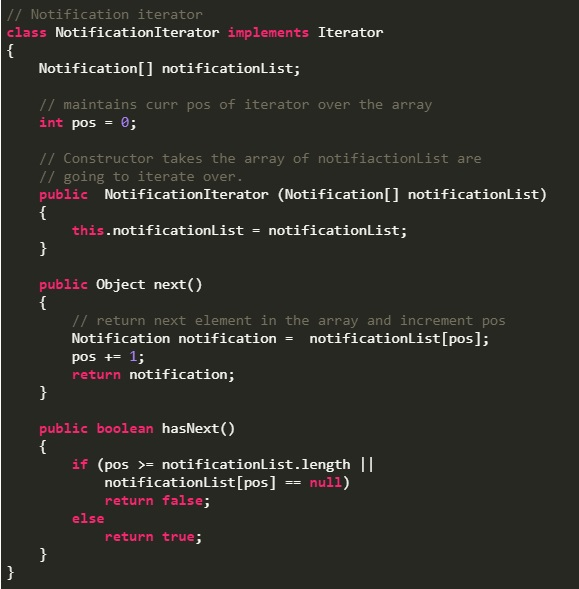 // Notification iterator
class NotificationIterator implements Iterator
{
    Notification[] notificationList;

    // maintains curr pos of iterator over the array
    int pos = 0;

    // Constructor takes the array of notifiactionList are
    // going to iterate over.
    public  NotificationIterator (Notification[] notificationList)
    {
        this.notificationList = notificationList;
    }

    public Object next()
    {
        // return next element in the array and increment pos
        Notification notification =  notificationList[pos];
        pos += 1;
        return notification;
    }

    public boolean hasNext()
    {
        if (pos >= notificationList.length ||
            notificationList[pos] == null)
            return false;
        else
            return true;
    }
}